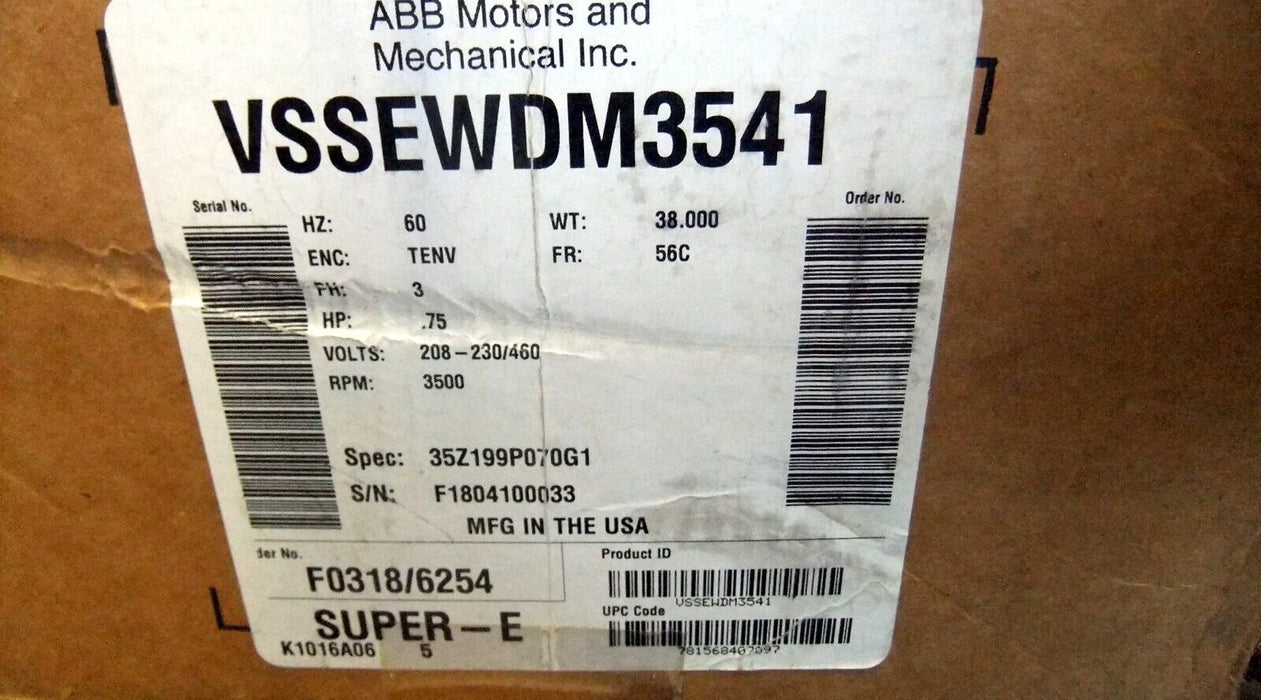 ABB Motors and
Mechanical Inc.
VSSEWDM3541
Serial No.
Order No.
HZ: 60 WT: 38.000
ENC: TENV FR: 56C
PH: 3
HP: .75
VOLTS: 208-230/460
RPM: 3500
Spec: 35Z199P070G1
S/N: F1804100033
MFG IN THE USA
der No.
F0318/6254
Product ID
VSSEWDM3541
SUPER-E
UPC Code
K1016A06 5